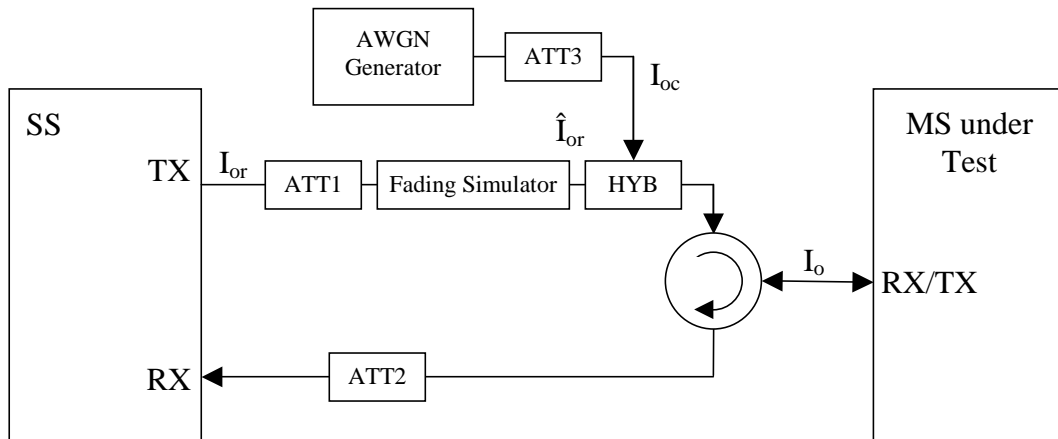 AWGN
Generator
ATT3
I_oc
SS
Î_or
MS under
Test
TX
I_or
ATT1
Fading Simulator
HYB
I_o
RX/TX
RX
ATT2